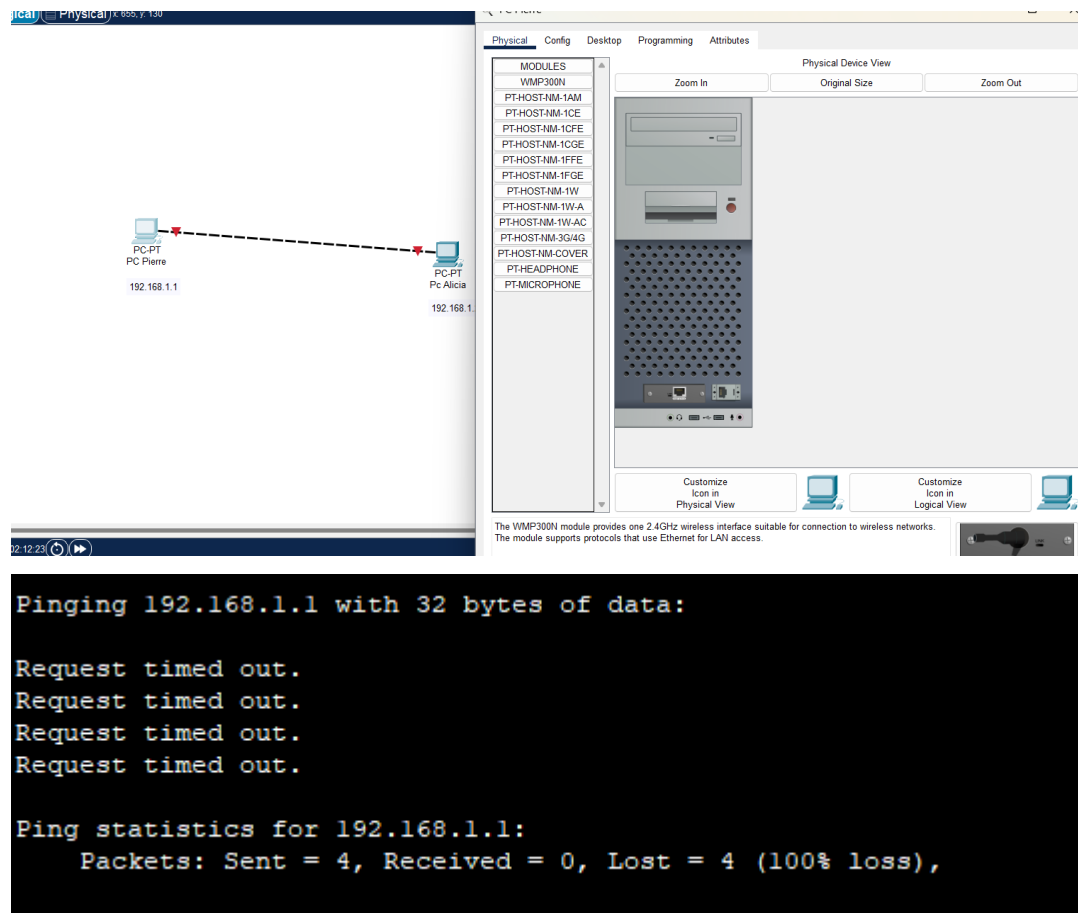 Physical x: 655, y: 130
Physical Config Desktop Programming Attributes
MODULES
WMP300N
PT-HOST-NM-1AM
PT-HOST-NM-1CE
PT-HOST-NM-1CFE
PT-HOST-NM-1CGE
PT-HOST-NM-1FFE
PT-HOST-NM-1FGE
PT-HOST-NM-1W
PT-HOST-NM-1W-A
PT-HOST-NM-1W-AC
PT-HOST-NM-3G/4G
PT-HOST-NM-COVER
PT-HEADPHONE
PT-MICROPHONE
Physical Device View
Zoom In Original Size Zoom Out
PC-PT
PC Pierre
192.168.1.1
PC-PT
Pc Alicia
192.168.1.
Customize
Icon in
Physical View
Customize
Icon in
Logical View
The WMP300N module provides one 2.4GHz wireless interface suitable for connection to wireless networks.
The module supports protocols that use Ethernet for LAN access.
02:12:23
Pinging 192.168.1.1 with 32 bytes of data:
Request timed out.
Request timed out.
Request timed out.
Request timed out.
Ping statistics for 192.168.1.1:
Packets: Sent = 4, Received = 0, Lost = 4 (100% loss),